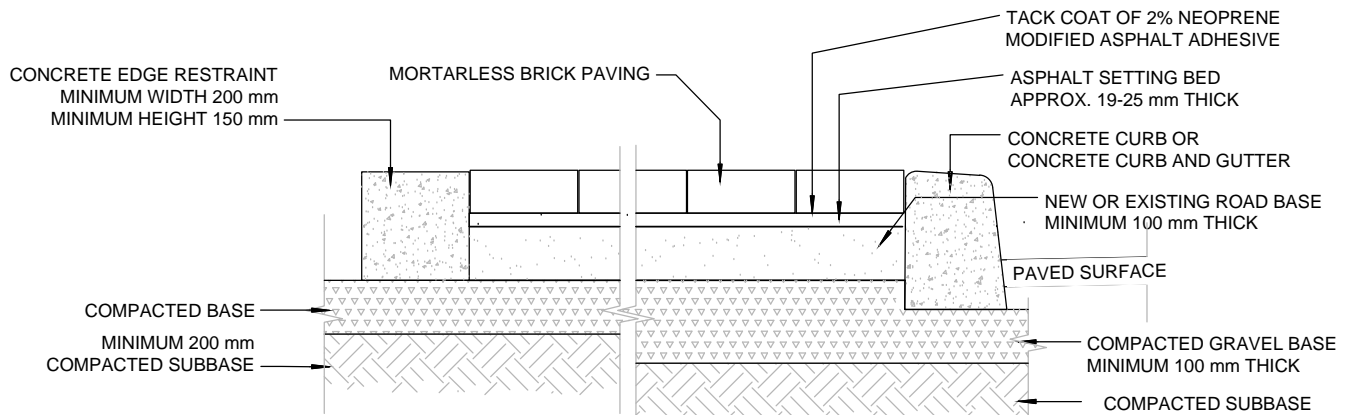 TACK COAT OF 2% NEOPRENE
MODIFIED ASPHALT ADHESIVE
CONCRETE EDGE RESTRAINT
MINIMUM WIDTH 200 mm
MINIMUM HEIGHT 150 mm
MORTARLESS BRICK PAVING
ASPHALT SETTING BED
APPROX. 19-25 mm THICK
CONCRETE CURB OR
CONCRETE CURB AND GUTTER
NEW OR EXISTING ROAD BASE
MINIMUM 100 mm THICK
PAVED SURFACE
COMPACTED BASE
MINIMUM 200 mm
COMPACTED SUBBASE
COMPACTED GRAVEL BASE
MINIMUM 100 mm THICK
COMPACTED SUBBASE